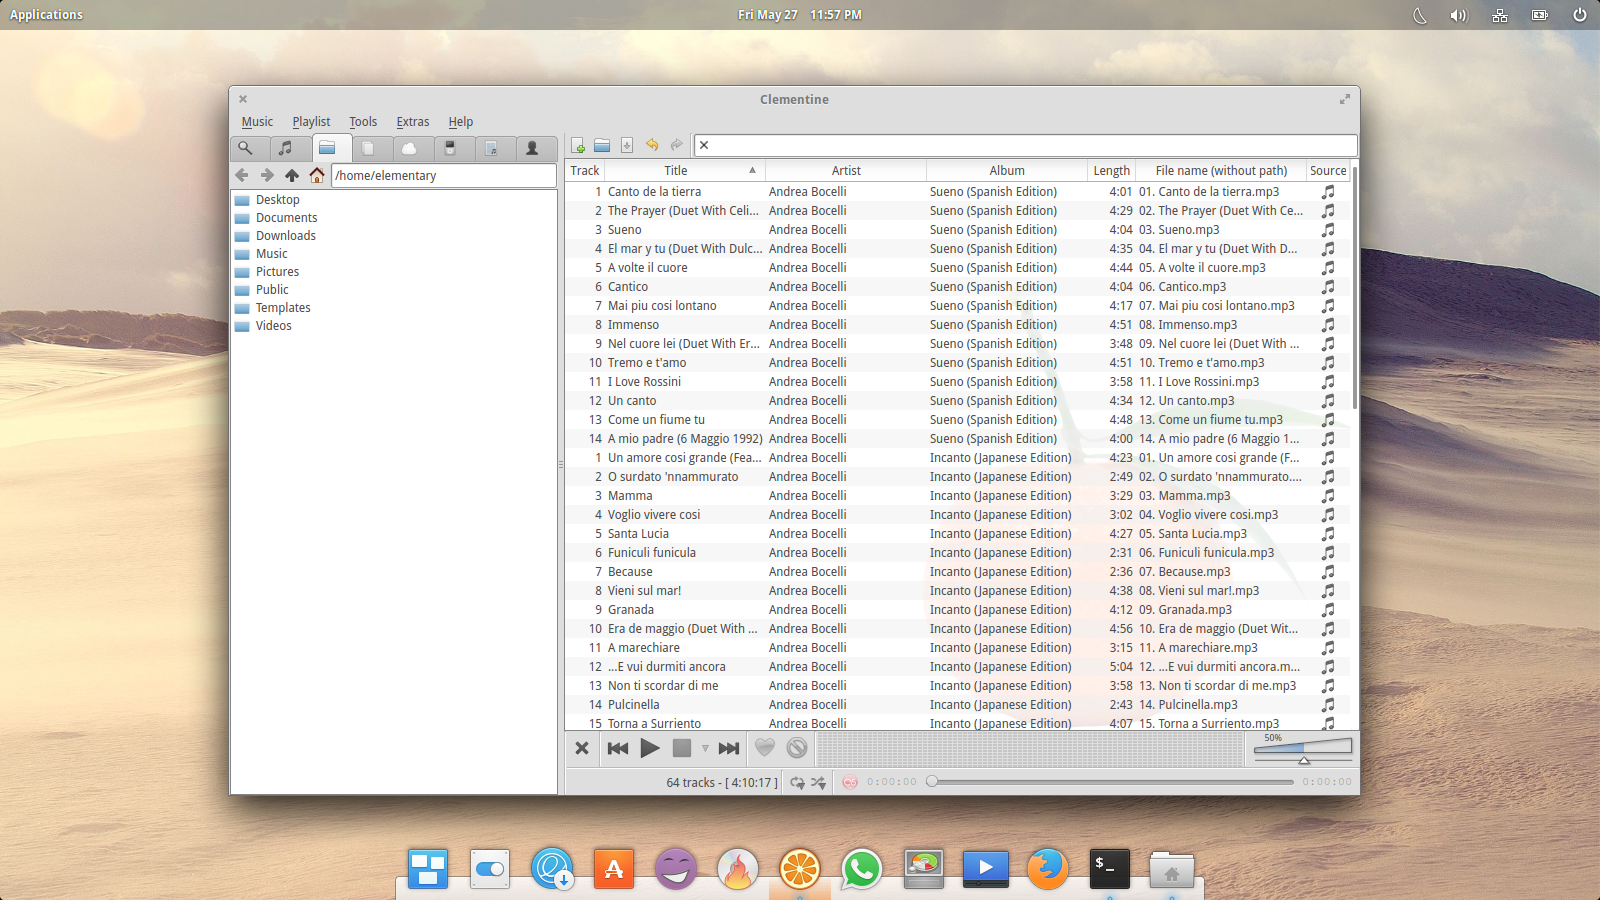 Applications
Fri May 27 11:57 PM
Clementine
Music Playlist Tools Extras Help
/home/elementary
Desktop
Documents
Downloads
Music
Pictures
Public
Templates
Videos
Track Title Artist Album Length File name (without path) Source
1 Canto de la tierra Andrea Bocelli Sueno (Spanish Edition) 4:01 01. Canto de la tierra.mp3
2 The Prayer (Duet With Celi... Andrea Bocelli Sueno (Spanish Edition) 4:29 02. The Prayer (Duet With Ce...
3 Sueno Andrea Bocelli Sueno (Spanish Edition) 4:04 03. Sueno.mp3
4 El mar y tu (Duet With Dulc... Andrea Bocelli Sueno (Spanish Edition) 4:35 04. El mar y tu (Duet With D...
5 A volte il cuore Andrea Bocelli Sueno (Spanish Edition) 4:44 05. A volte il cuore.mp3
6 Cantico Andrea Bocelli Sueno (Spanish Edition) 4:04 06. Cantico.mp3
7 Mai piu cosi lontano Andrea Bocelli Sueno (Spanish Edition) 4:17 07. Mai piu cosi lontano.mp3
8 Immenso Andrea Bocelli Sueno (Spanish Edition) 4:51 08. Immenso.mp3
9 Nel cuore lei (Duet With Er... Andrea Bocelli Sueno (Spanish Edition) 3:48 09. Nel cuore lei (Duet With ...
10 Tremo e t'amo Andrea Bocelli Sueno (Spanish Edition) 4:51 10. Tremo e t'amo.mp3
11 I Love Rossini Andrea Bocelli Sueno (Spanish Edition) 3:58 11. I Love Rossini.mp3
12 Un canto Andrea Bocelli Sueno (Spanish Edition) 4:34 12. Un canto.mp3
13 Come un fiume tu Andrea Bocelli Sueno (Spanish Edition) 4:48 13. Come un fiume tu.mp3
14 A mio padre (6 Maggio 1992) Andrea Bocelli Sueno (Spanish Edition) 4:00 14. A mio padre (6 Maggio 1...
1 Un amore cosi grande (Fea... Andrea Bocelli Incanto (Japanese Edition) 4:23 01. Un amore cosi grande (F...
2 O surdato 'nnammurato Andrea Bocelli Incanto (Japanese Edition) 2:49 02. O surdato 'nnammurato....
3 Mamma Andrea Bocelli Incanto (Japanese Edition) 3:29 03. Mamma.mp3
4 Voglio vivere cosi Andrea Bocelli Incanto (Japanese Edition) 3:02 04. Voglio vivere cosi.mp3
5 Santa Lucia Andrea Bocelli Incanto (Japanese Edition) 4:27 05. Santa Lucia.mp3
6 Funiculi funicula Andrea Bocelli Incanto (Japanese Edition) 2:31 06. Funiculi funicula.mp3
7 Because Andrea Bocelli Incanto (Japanese Edition) 2:36 07. Because.mp3
8 Vieni sul mar! Andrea Bocelli Incanto (Japanese Edition) 4:38 08. Vieni sul mar!.mp3
9 Granada Andrea Bocelli Incanto (Japanese Edition) 4:12 09. Granada.mp3
10 Era de maggio (Duet With ... Andrea Bocelli Incanto (Japanese Edition) 4:56 10. Era de maggio (Duet Wit...
11 A marechiare Andrea Bocelli Incanto (Japanese Edition) 3:15 11. A marechiare.mp3
12 ...E vui durmiti ancora Andrea Bocelli Incanto (Japanese Edition) 5:04 12. ...E vui durmiti ancora.m...
13 Non ti scordar di me Andrea Bocelli Incanto (Japanese Edition) 3:58 13. Non ti scordar di me.mp3
14 Pulcinella Andrea Bocelli Incanto (Japanese Edition) 2:43 14. Pulcinella.mp3
15 Torna a Surriento Andrea Bocelli Incanto (Japanese Edition) 4:07 15. Torna a Surriento.mp3
50%
64 tracks - [ 4:10:17 ]
0:00:00
0:00:00
A
$ _